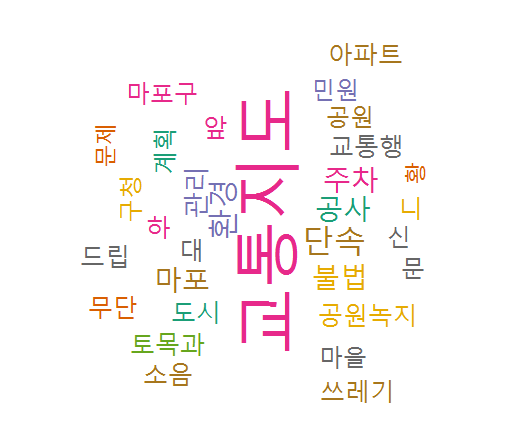 아파트
마포구
민원
공원
교통행
문제
계획
요
교통지도
주차
황
구청
관리
환경
공사
니
하
단속
신
드립
대
문
마포
불법
무단
도시
공원녹지
토목과
마을
소음
쓰레기